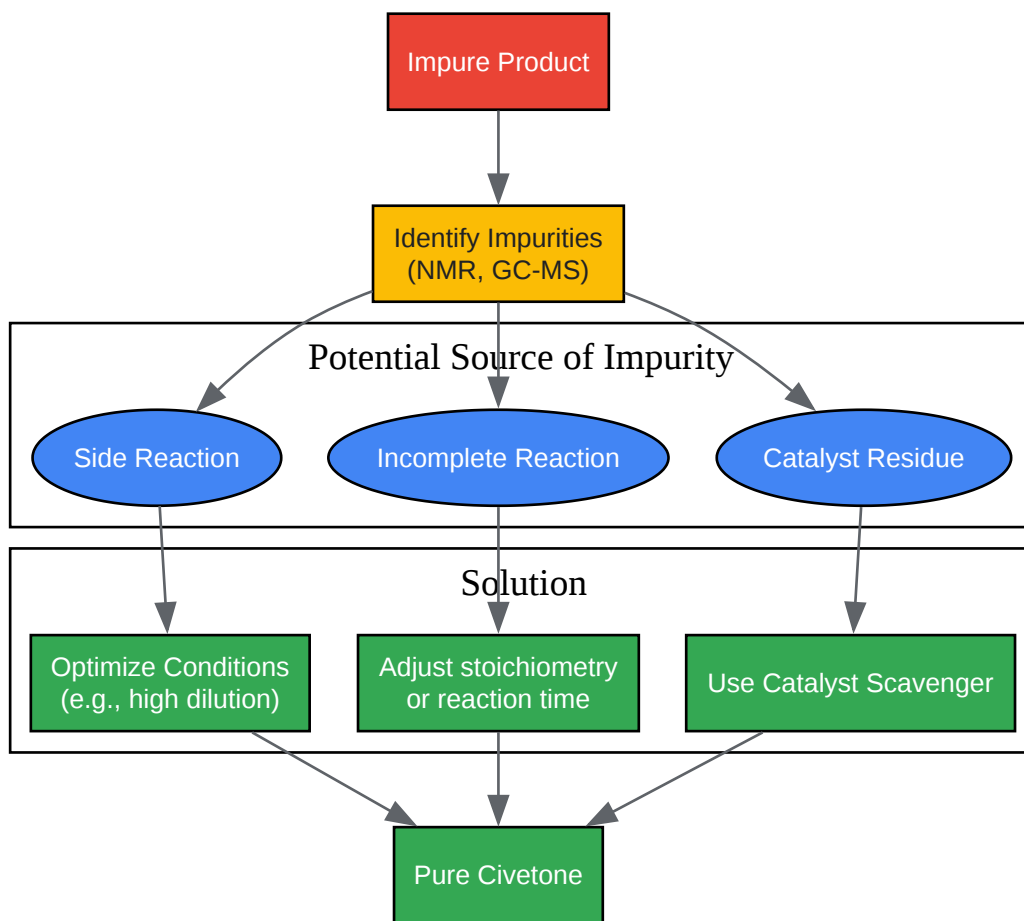 Impure Product
Identify Impurities
(NMR, GC-MS)
Potential Source of Impurity
Side Reaction
Incomplete Reaction
Catalyst Residue
Solution
Optimize Conditions
(e.g., high dilution)
Adjust stoichiometry
or reaction time
Use Catalyst Scavenger
Pure Civetone